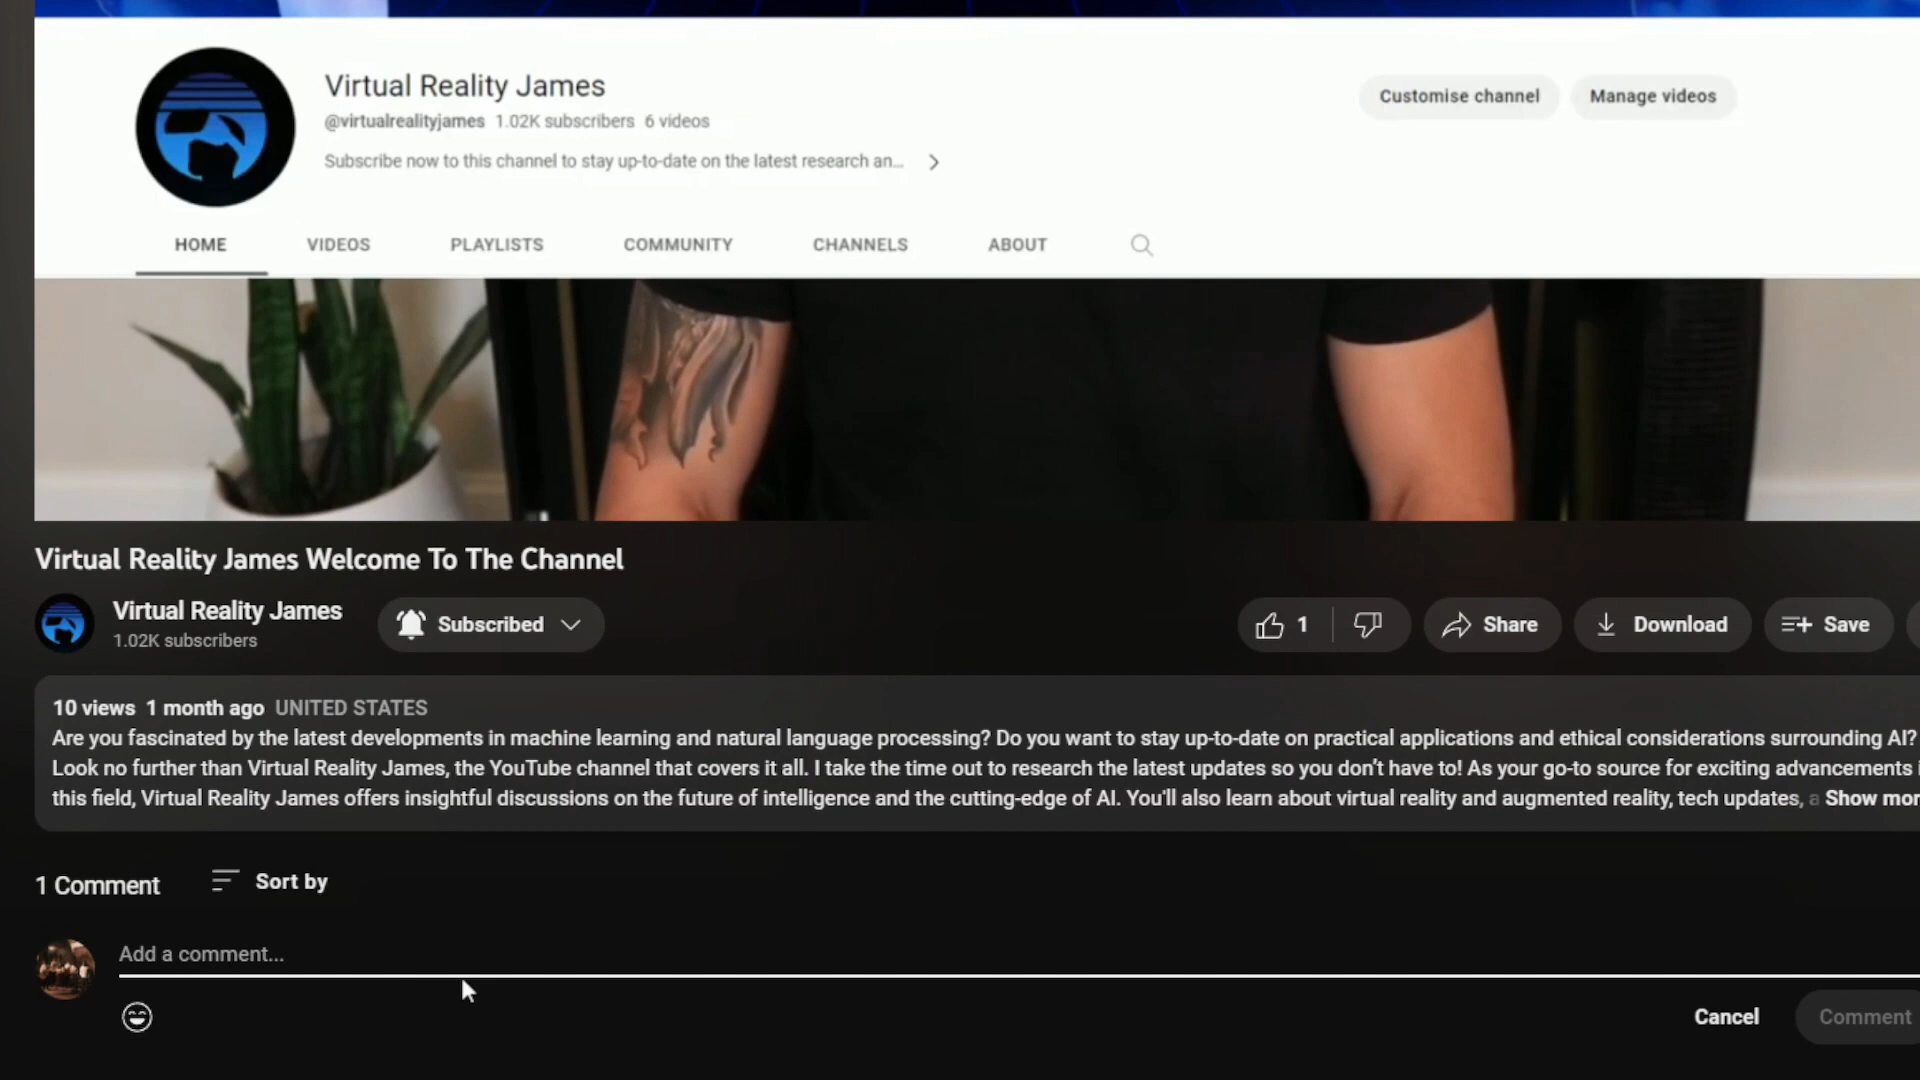 Virtual Reality James
@virtualrealityjames 1.02K subscribers 6 videos
Customise channel
Manage videos
Subscribe now to this channel to stay up-to-date on the latest research an...
HOME VIDEOS PLAYLISTS COMMUNITY CHANNELS ABOUT
Virtual Reality James Welcome To The Channel
Virtual Reality James
1.02K subscribers
Subscribed
1
Share
Download
Save
10 views 1 month ago UNITED STATES
Are you fascinated by the latest developments in machine learning and natural language processing? Do you want to stay up-to-date on practical applications and ethical considerations surrounding AI?
Look no further than Virtual Reality James, the YouTube channel that covers it all. I take the time out to research the latest updates so you don't have to! As your go-to source for exciting advancements
this field, Virtual Reality James offers insightful discussions on the future of intelligence and the cutting-edge of AI. You'll also learn about virtual reality and augmented reality, tech updates, a Show mor
1 Comment
Sort by
Add a comment...
Cancel
Comment